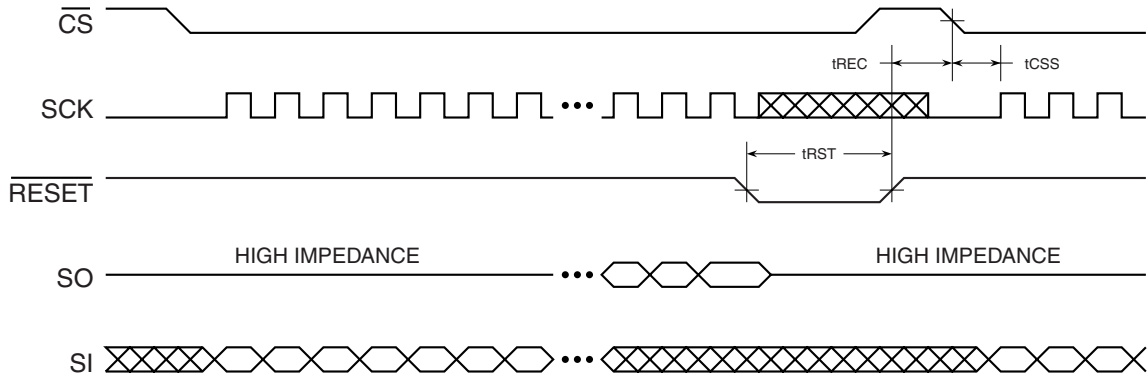 CS
tREC
tCSS
SCK
tRST
RESET
HIGH IMPEDANCE
HIGH IMPEDANCE
SO
SI